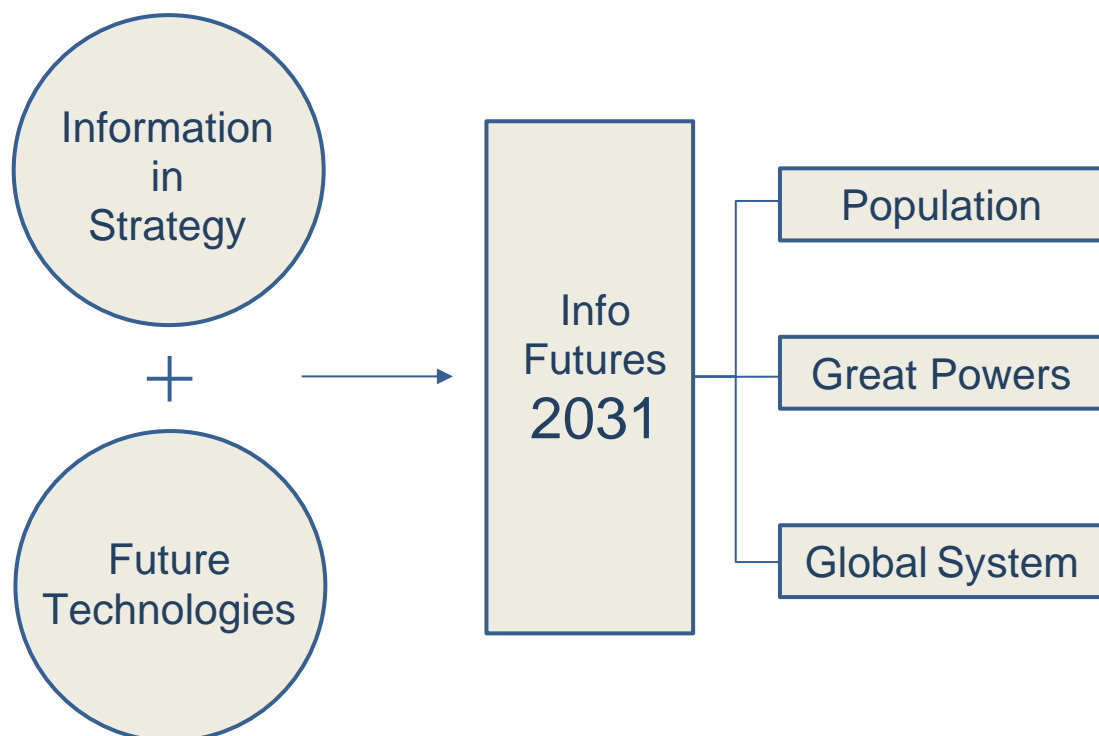 Information
in
Strategy
+
Future
Technologies
Info
Futures
2031
Population
Great Powers
Global System